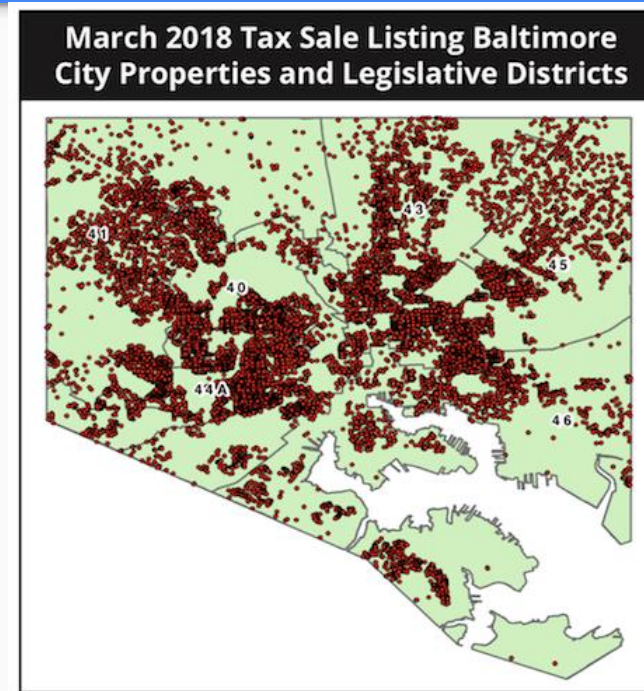 March 2018 Tax Sale Listing Baltimore
City Properties and Legislative Districts
43
41
45
40
44A
46